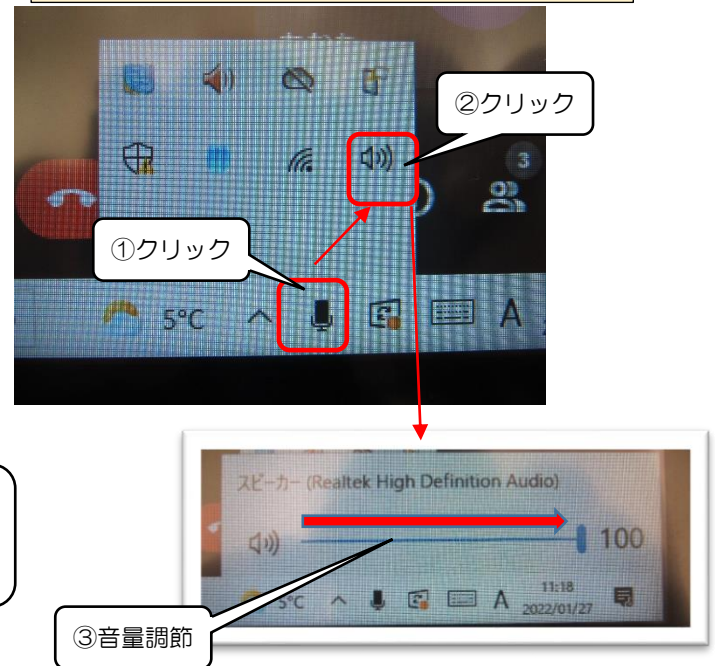 ②クリック
3
①クリック
5°C
A
スピーカー (Realtek High Definition Audio)
100
5°C
A
11:18
2022/01/27
③音量調節